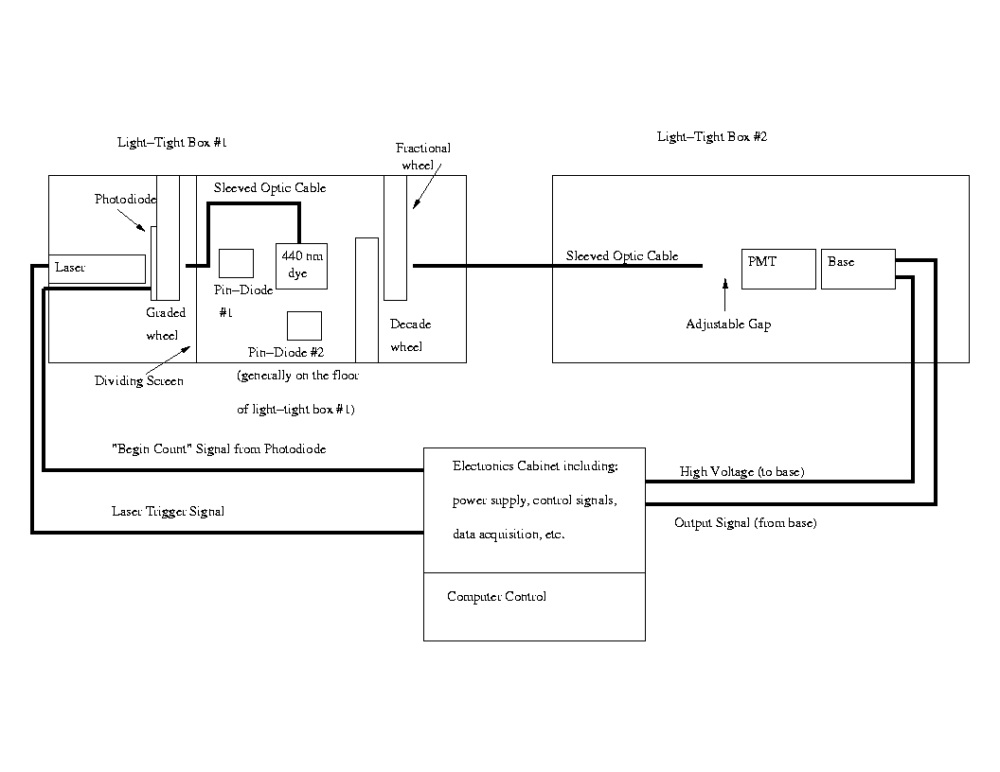 Light-Tight Box #1
Light-Tight Box #2
Fractional
wheel
Photodiode
Sleeved Optic Cable
Laser
440 nm
dye
Sleeved Optic Cable
PMT
Base
Pin-Diode
#1
Graded
wheel
Decade
wheel
Adjustable Gap
Pin-Diode #2
(generally on the floor
of light-tight box #1)
Dividing Screen
"Begin Count" Signal from Photodiode
Laser Trigger Signal
Electronics Cabinet including:
power supply, control signals,
data acquisition, etc.
Computer Control
High Voltage (to base)
Output Signal (from base)